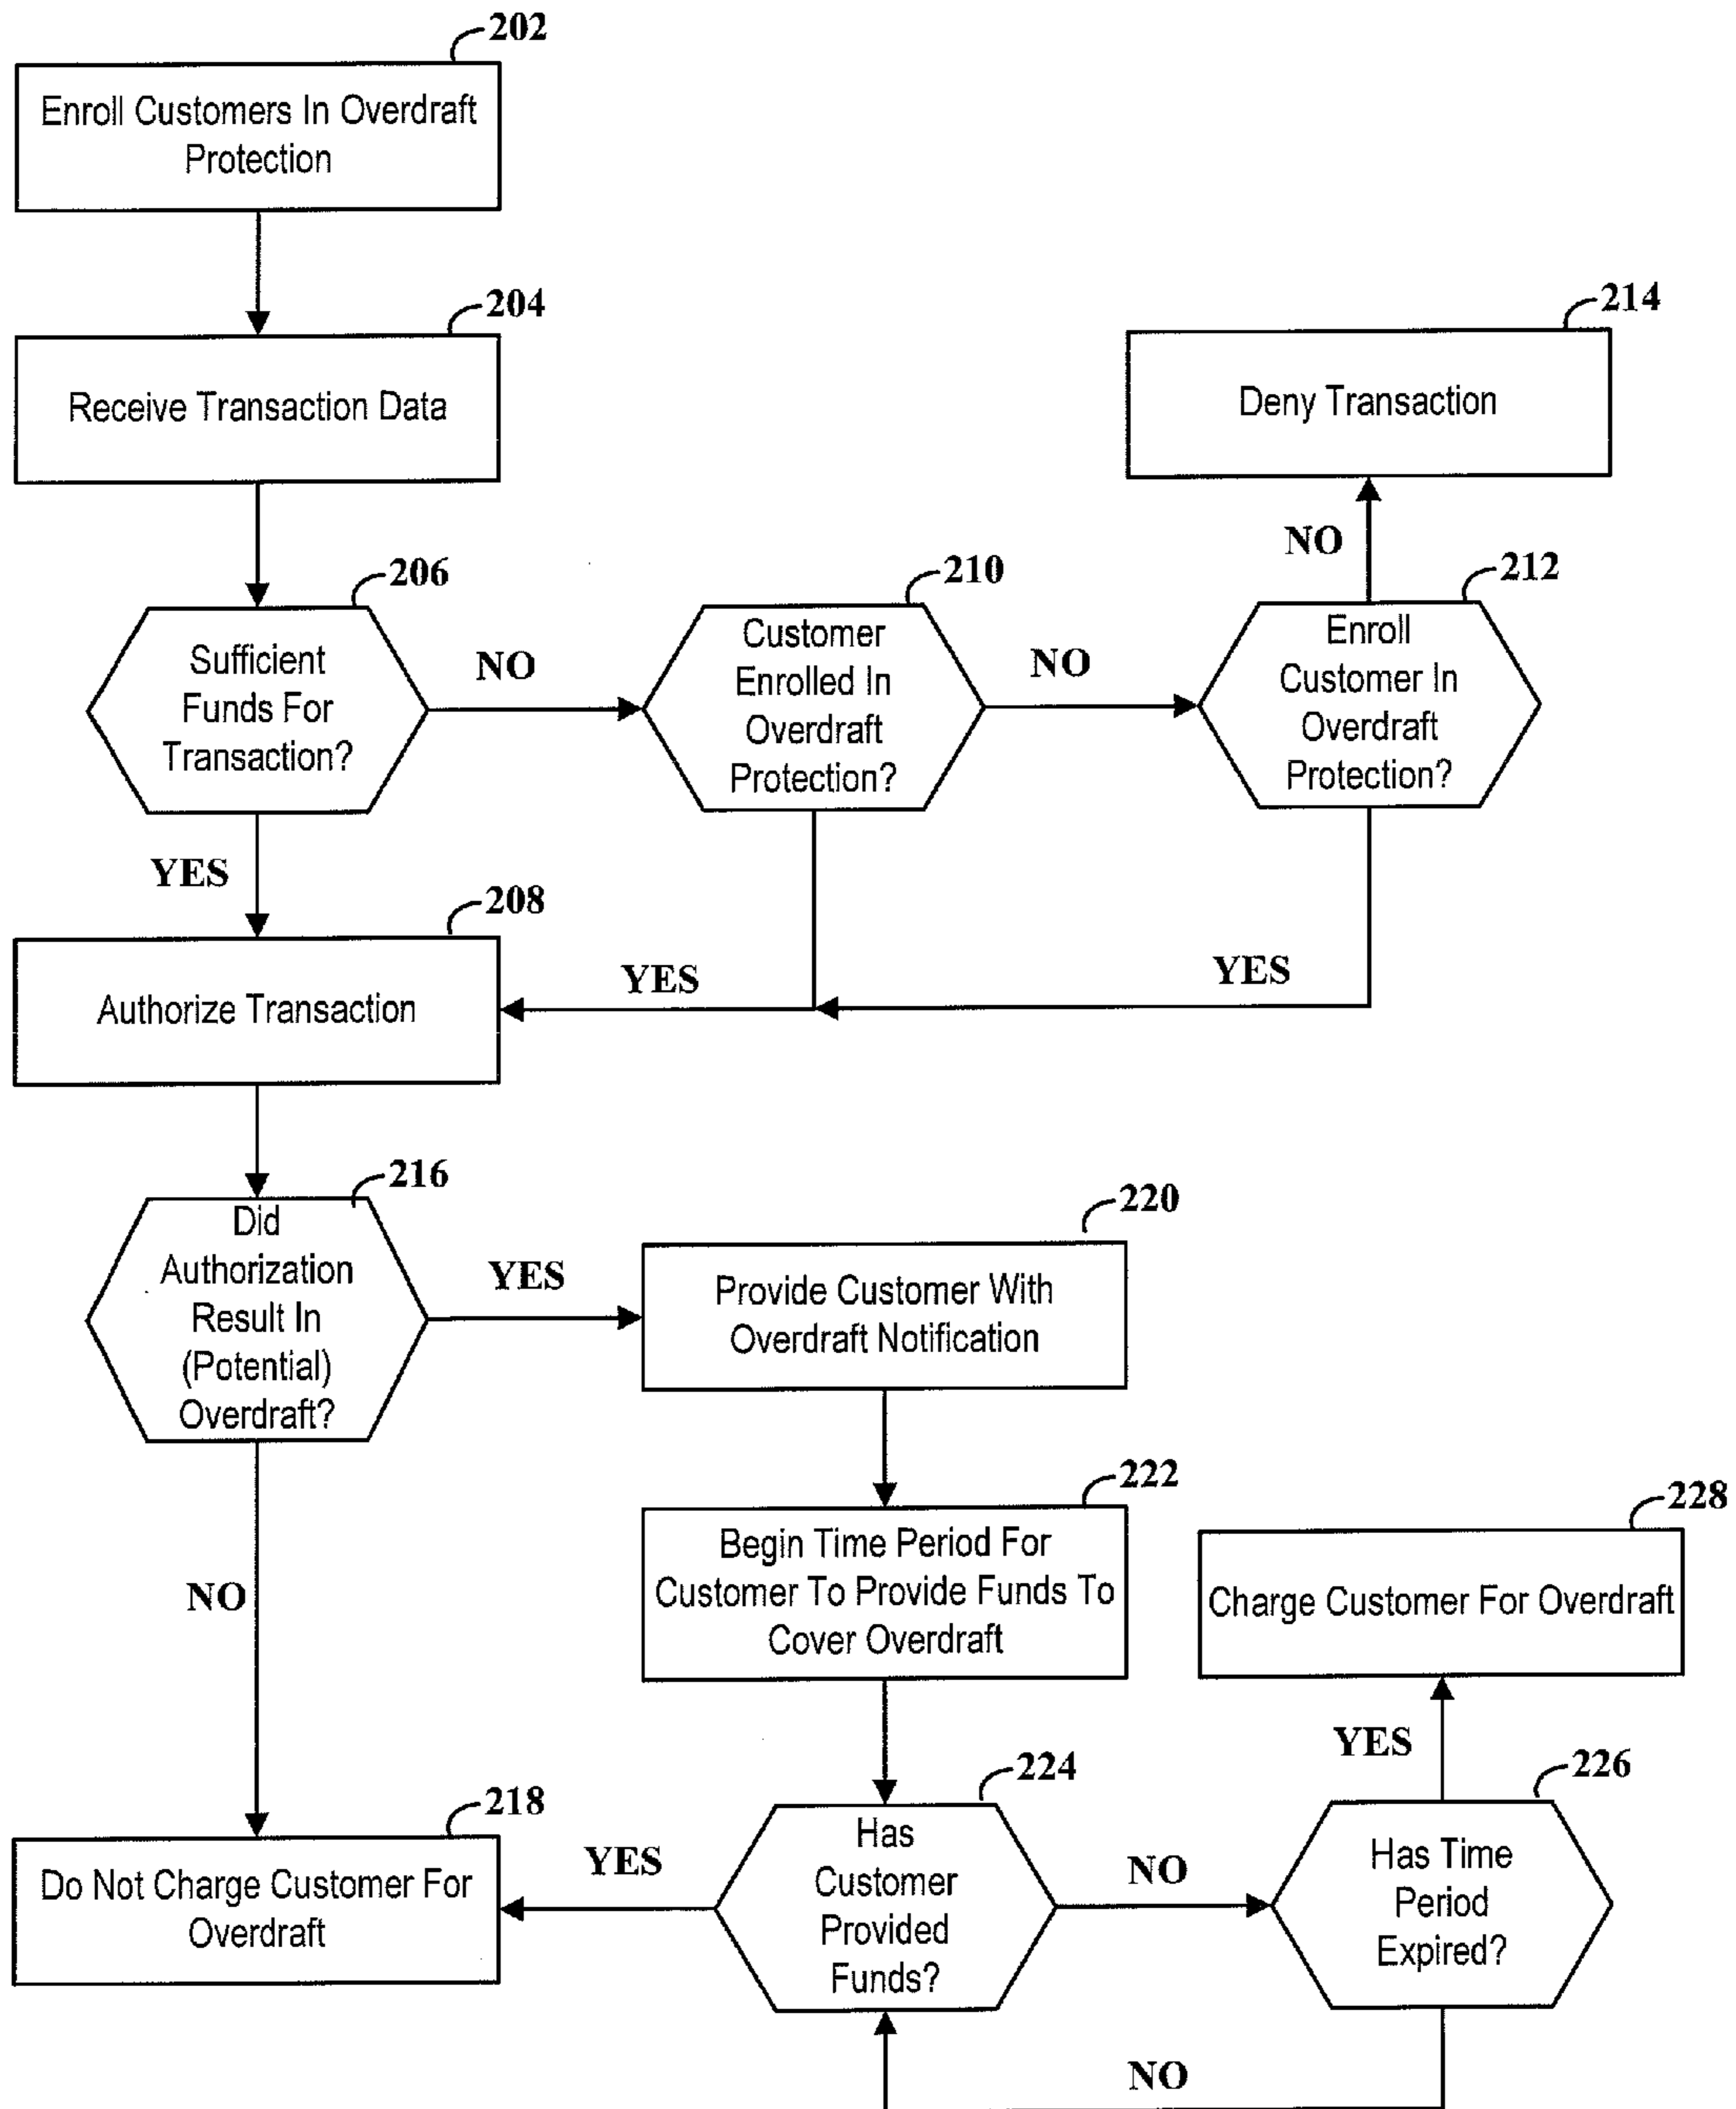 202
Enroll Customers In Overdraft
Protection
204
Receive Transaction Data
214
Deny Transaction
NO
206
Sufficient
Funds For
Transaction?
NO
210
Customer
Enrolled In
Overdraft
Protection?
NO
212
Enroll
Customer In
Overdraft
Protection?
YES
YES
YES
208
Authorize Transaction
216
Did
Authorization
Result In
(Potential)
Overdraft?
YES
220
Provide Customer With
Overdraft Notification
222
Begin Time Period For
Customer To Provide Funds To
Cover Overdraft
228
Charge Customer For Overdraft
NO
YES
218
Do Not Charge Customer For
Overdraft
YES
224
Has
Customer
Provided
Funds?
NO
226
Has Time
Period
Expired?
NO